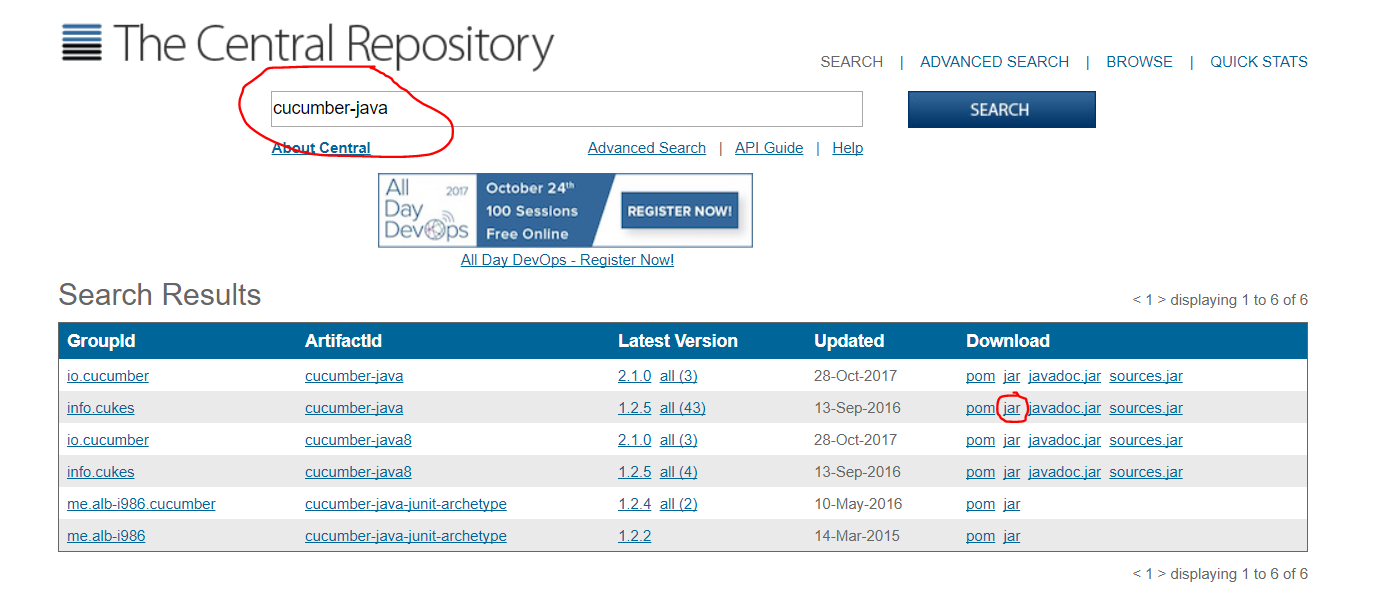 The Central Repository
SEARCH | ADVANCED SEARCH | BROWSE | QUICK STATS
cucumber-java
SEARCH
About Central
Advanced Search | API Guide | Help
All Day DevOps 2017
October 24th
100 Sessions
Free Online
REGISTER NOW!
All Day DevOps - Register Now!
Search Results
< 1 > displaying 1 to 6 of 6
GroupId ArtifactId Latest Version Updated Download
io.cucumber cucumber-java 2.1.0 all (3) 28-Oct-2017 pom jar javadoc.jar sources.jar
info.cukes cucumber-java 1.2.5 all (43) 13-Sep-2016 pom jar javadoc.jar sources.jar
io.cucumber cucumber-java8 2.1.0 all (3) 28-Oct-2017 pom jar javadoc.jar sources.jar
info.cukes cucumber-java8 1.2.5 all (4) 13-Sep-2016 pom jar javadoc.jar sources.jar
me.alb-i986.cucumber cucumber-java-junit-archetype 1.2.4 all (2) 10-May-2016 pom jar
me.alb-i986 cucumber-java-junit-archetype 1.2.2 14-Mar-2015 pom jar
< 1 > displaying 1 to 6 of 6